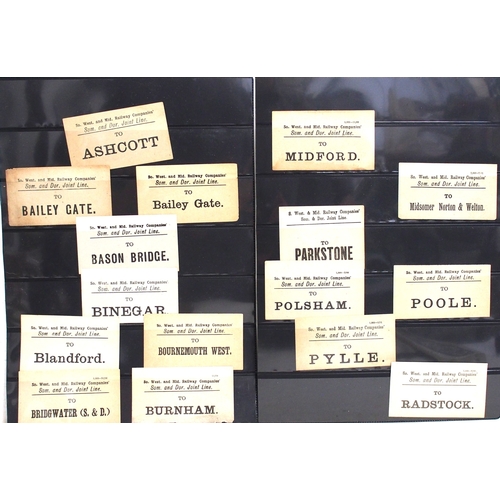 So. West. and Mid. Railway Companies'
Som. and Dor. Joint Line.
TO
ASHCOTT
So. West. and Mid. Railway Companies'
Som. and Dor. Joint Line.
TO
BAILEY GATE.
So. West. and Mid. Railway Companies'
Som. and Dor. Joint Line.
TO
Bailey Gate.
So. West. and Mid. Railway Companies'
Som. and Dor. Joint Line.
TO
BASON BRIDGE.
So. West. and Mid. Railway Companies'
Som. and Dor. Joint Line.
TO
BINEGAR
So. West. and Mid. Railway Companies'
Som. and Dor. Joint Line.
TO
Blandford.
So. West. and Mid. Railway Companies'
Som. and Dor. Joint Line.
TO
BOURNEMOUTH WEST.
So. West. and Mid. Railway Companies'
Som. and Dor. Joint Line.
TO
BRIDGWATER (S. & D.)
So. West. and Mid. Railway Companies'
Som. and Dor. Joint Line.
TO
BURNHAM.
So. West. and Mid. Railway Companies'
Som. and Dor. Joint Line.
TO
MIDFORD.
So. West. and Mid. Railway Companies'
Som. and Dor. Joint Line.
TO
Midsomer Norton & Welton.
S. West & Mid Railway Companies'
Som. & Dor. Joint Line
TO
PARKSTONE
So. West. and Mid. Railway Companies'
Som. and Dor. Joint Line
TO
POLSHAM.
So. West. and Mid. Railway Companies'
Som. and Dor. Joint Line.
TO
POOLE.
So. West. and Mid. Railway Companies'
Som. and Dor. Joint Line.
TO
PYLLE.
So. West. and Mid. Railway Companies'
Som. and Dor. Joint Line.
TO
RADSTOCK.